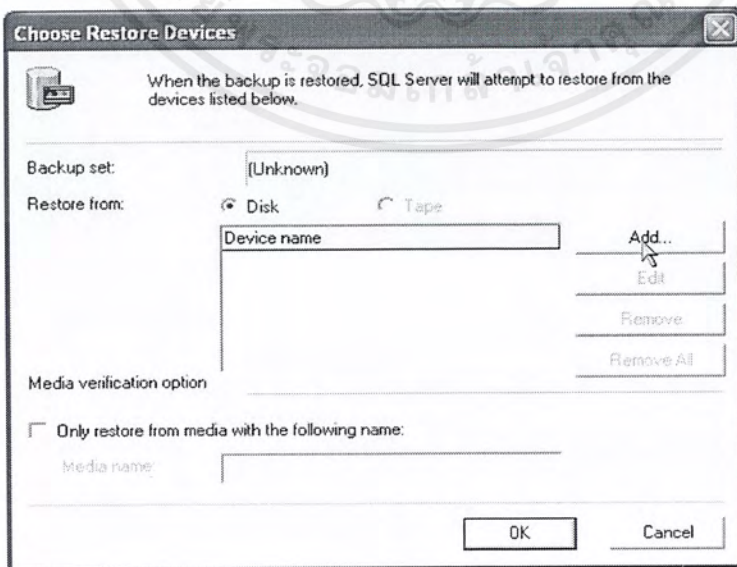 Choose Restore Devices
When the backup is restored, SQL Server will attempt to restore from the
devices listed below.
Backup set:
(Unknown)
Restore from:
Disk
Tape
Device name
Add...
Edit
Remove
Remove All
Media verification option
Only restore from media with the following name:
Media name:
OK
Cancel